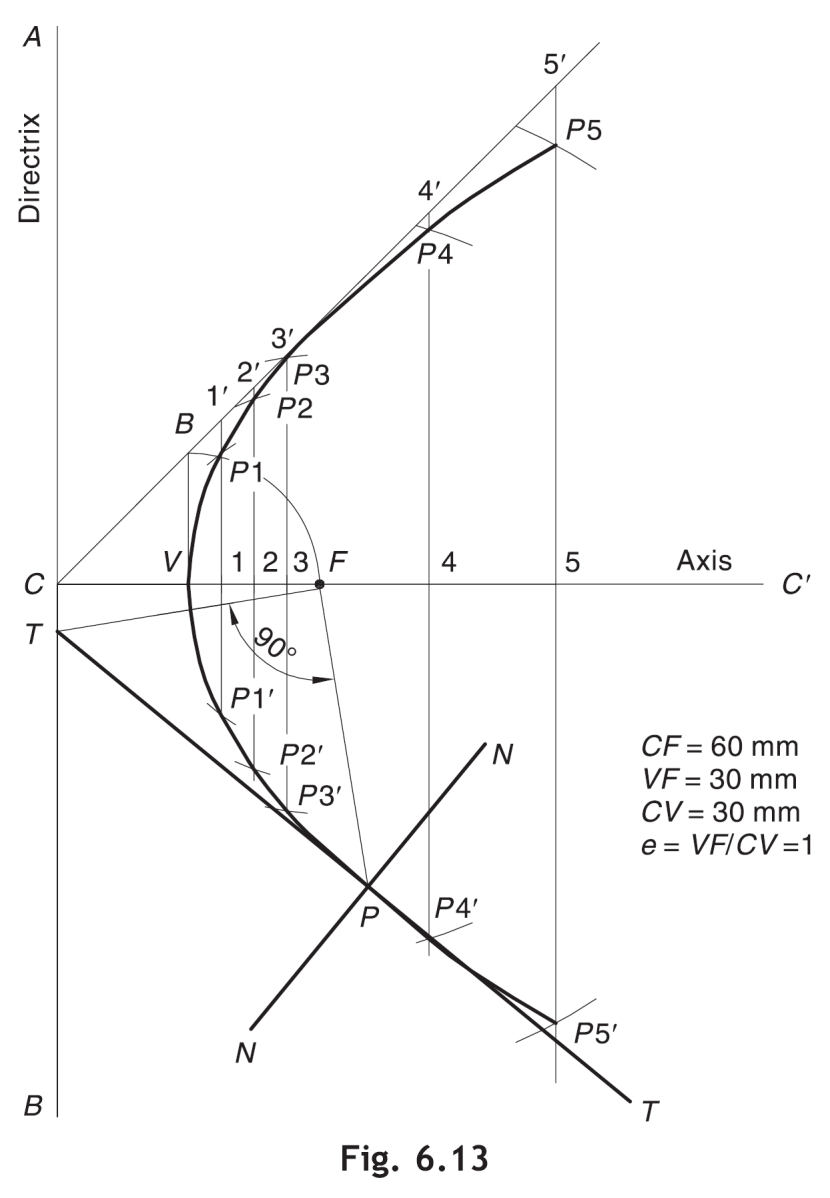 A
Directrix
5′
P5
4′
P4
3′
2′
P3
1′
P2
B
P1
V
1
2
3
F
4
5
Axis
C
C′
T
90°
P1′
N
CF = 60 mm
P2′
VF = 30 mm
P3′
CV = 30 mm
e = VF/CV =1
P
P4′
N
P5′
B
T
Fig. 6.13